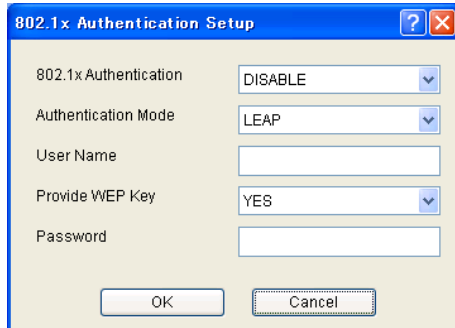 802.1x Authentication Setup
802.1x Authentication DISABLE
Authentication Mode LEAP
User Name
Provide WEP Key YES
Password
OK Cancel